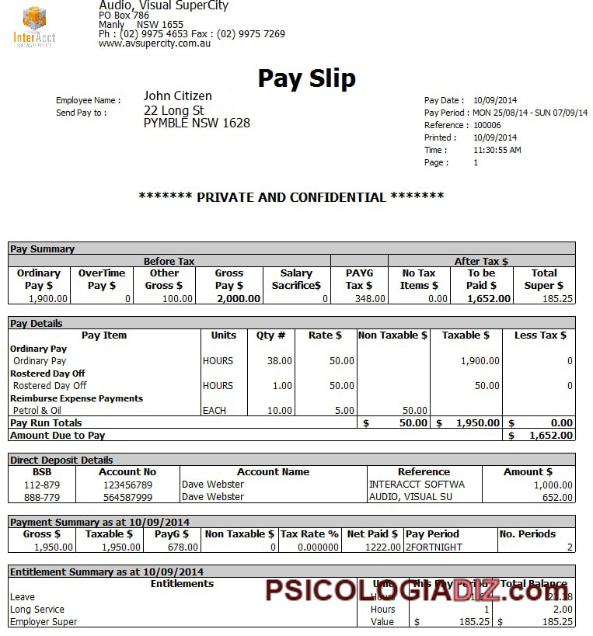 Audio, Visual SuperCity
PO Box 786
Manly NSW 1655
Ph : (02) 9975 4653 Fax : (02) 9975 7269
www.avsupercity.com.au
InterAcct
Pay Slip
Employee Name : John Citizen
Send Pay to : 22 Long St
PYMBLE NSW 1628
Pay Date : 10/09/2014
Pay Period : MON 25/08/14 - SUN 07/09/14
Reference : 100006
Printed : 10/09/2014
Time : 11:30:55 AM
Page : 1
******* PRIVATE AND CONFIDENTIAL *******
Pay Summary
Before Tax After Tax $
Ordinary Pay $ OverTime Pay $ Other Gross $ Gross Pay $ Salary Sacrifice$ PAYG Tax $ No Tax Items $ To be Paid $ Total Super $
1,900.00 0 100.00 2,000.00 0 348.00 0.00 1,652.00 185.25
Pay Details
Pay Item Units Qty # Rate $ Non Taxable $ Taxable $ Less Tax $
Ordinary Pay
Ordinary Pay HOURS 38.00 50.00 1,900.00 0
Rostered Day Off
Rostered Day Off HOURS 1.00 50.00 50.00 0
Reimburse Expense Payments
Petrol & Oil EACH 10.00 5.00 50.00
Pay Run Totals $ 50.00 $ 1,950.00 $ 0.00
Amount Due to Pay $ 1,652.00
Direct Deposit Details
BSB Account No Account Name Reference Amount $
112-879 123456789 Dave Webster INTERACCT SOFTWA 1,000.00
888-779 564587999 Dave Webster AUDIO, VISUAL SU 652.00
Payment Summary as at 10/09/2014
Gross $ Taxable $ PayG $ Non Taxable $ Tax Rate % Net Paid $ Pay Period No. Periods
1,950.00 1,950.00 678.00 0 0.000000 1222.00 2FORTNIGHT 2
Entitlement Summary as at 10/09/2014
Entitlements Units This Pay Period Total Balance
Leave Hours
Long Service Hours 1 2.00
Employer Super Value $ 185.25 $ 185.25
PSICOLOGIADIZ.com